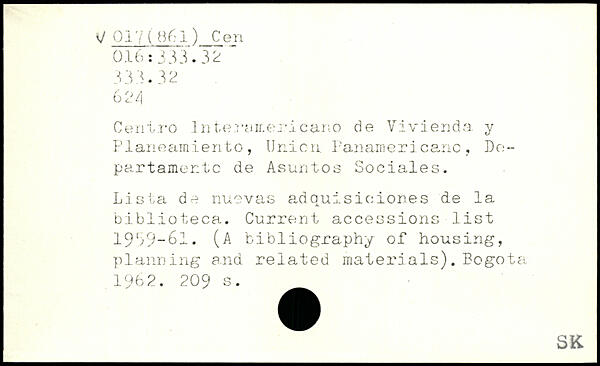 √ 017(861) Cen
016:333.32
333.32
624
Centro Interamericano de Vivienda y
Planeamiento, Union Panamericano, De-
partamento de Asuntos Sociales.
Lista de nuevas adquisiciones de la
biblioteca. Current accessions list
1959-61. (A bibliography of housing,
planning and related materials). Bogota
1962. 209 s.
SK